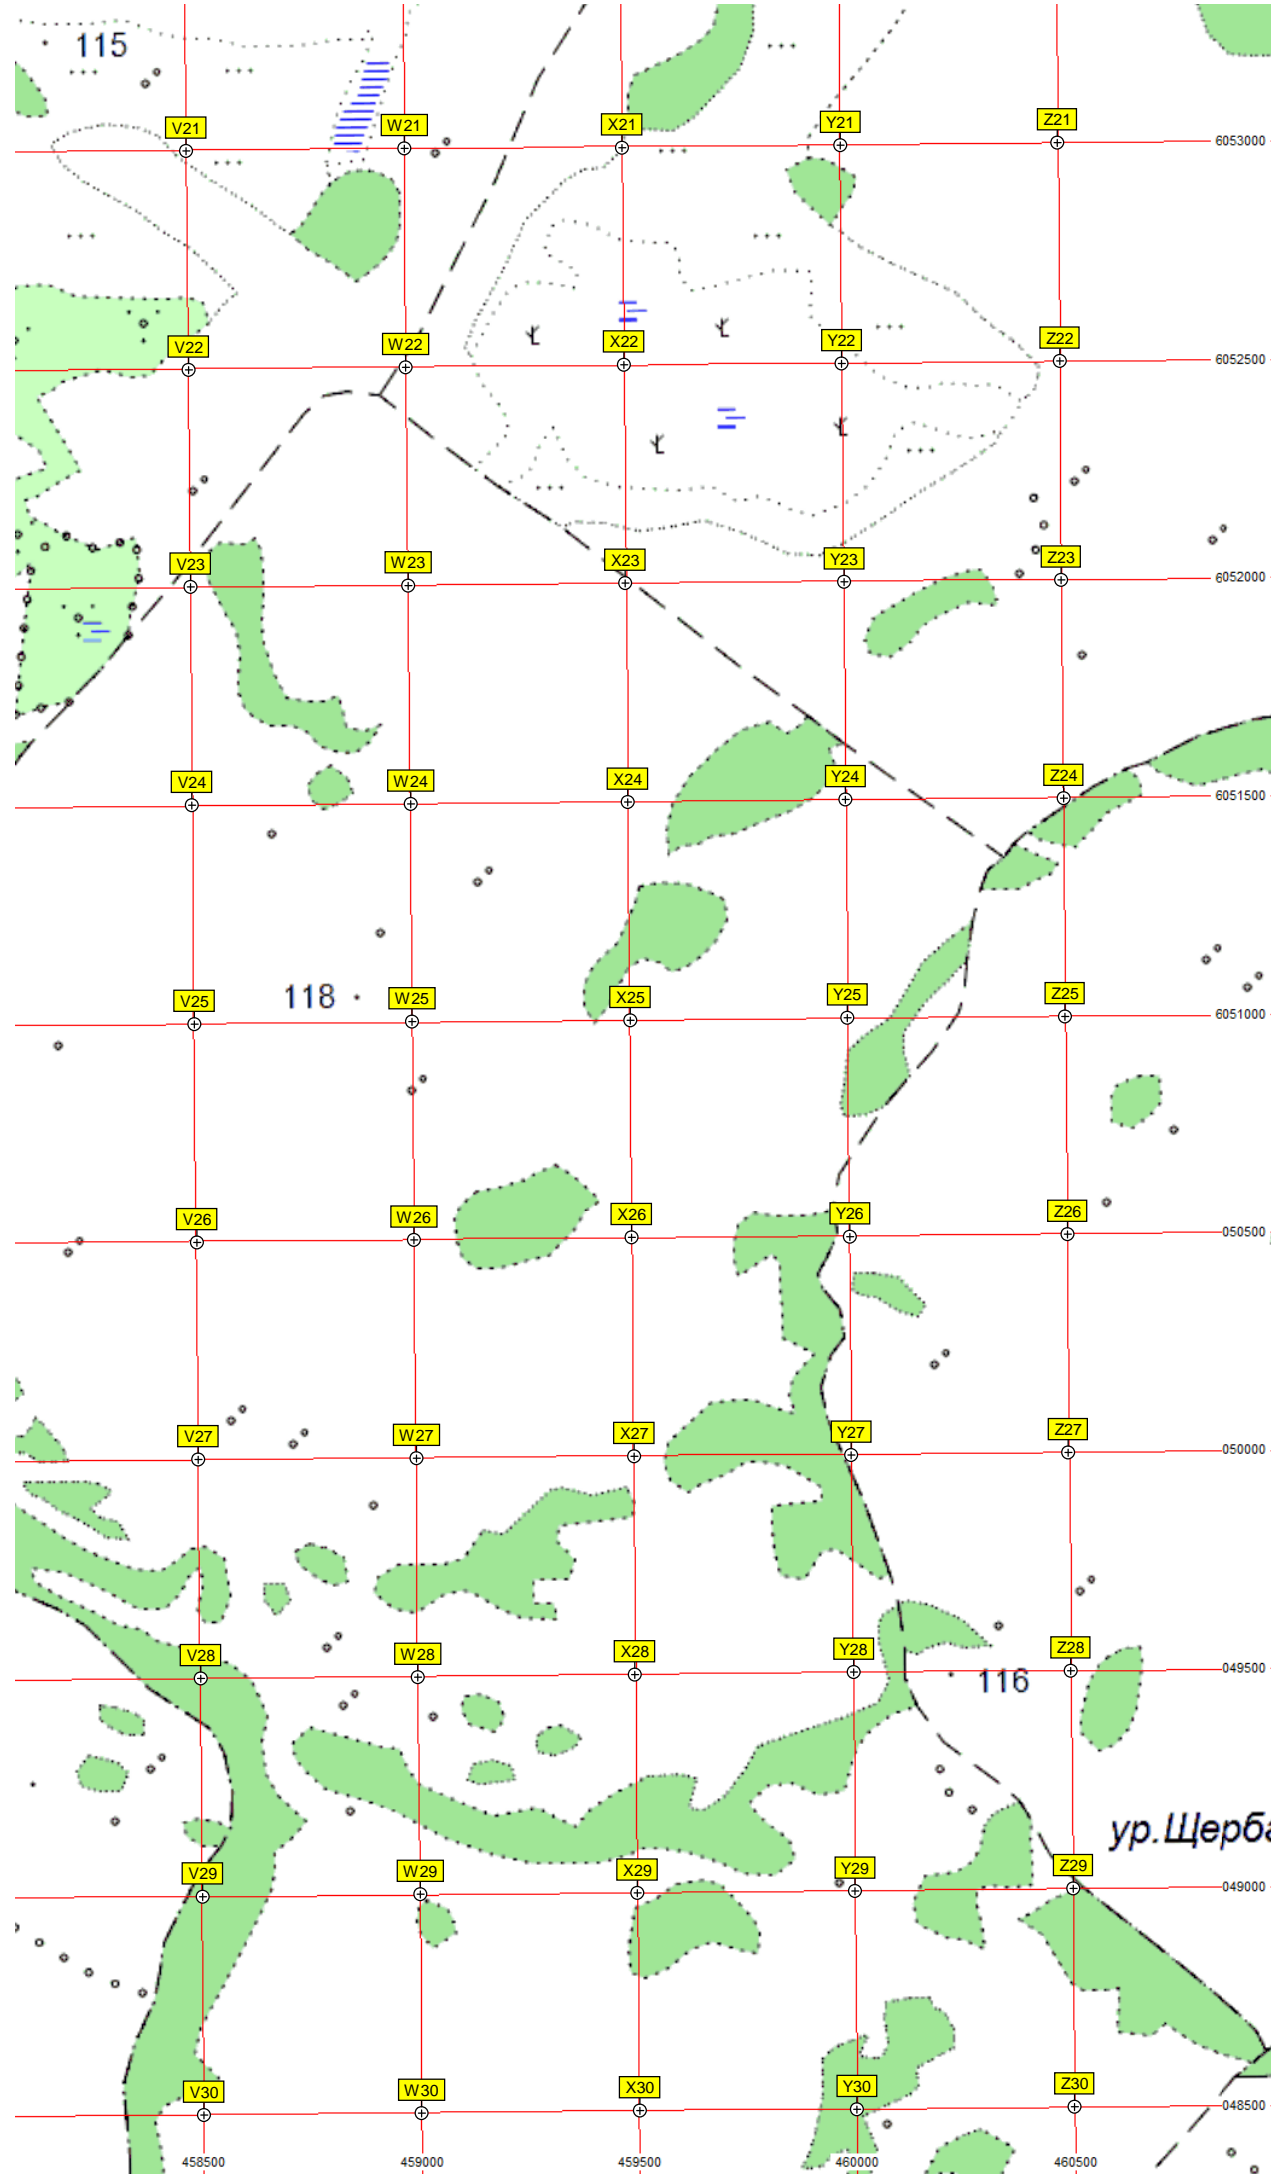 115
V21 W21 X21 Y21 Z21
6053000
V22 W22 X22 Y22 Z22
6052500
V23 W23 X23 Y23 Z23
6052000
V24 W24 X24 Y24 Z24
6051500
118
V25 W25 X25 Y25 Z25
6051000
V26 W26 X26 Y26 Z26
050500
V27 W27 X27 Y27 Z27
050000
V28 W28 X28 Y28 Z28
049500
116
ур.Щерба
V29 W29 X29 Y29 Z29
049000
V30 W30 X30 Y30 Z30
048500
458500 459000 459500 460000 460500